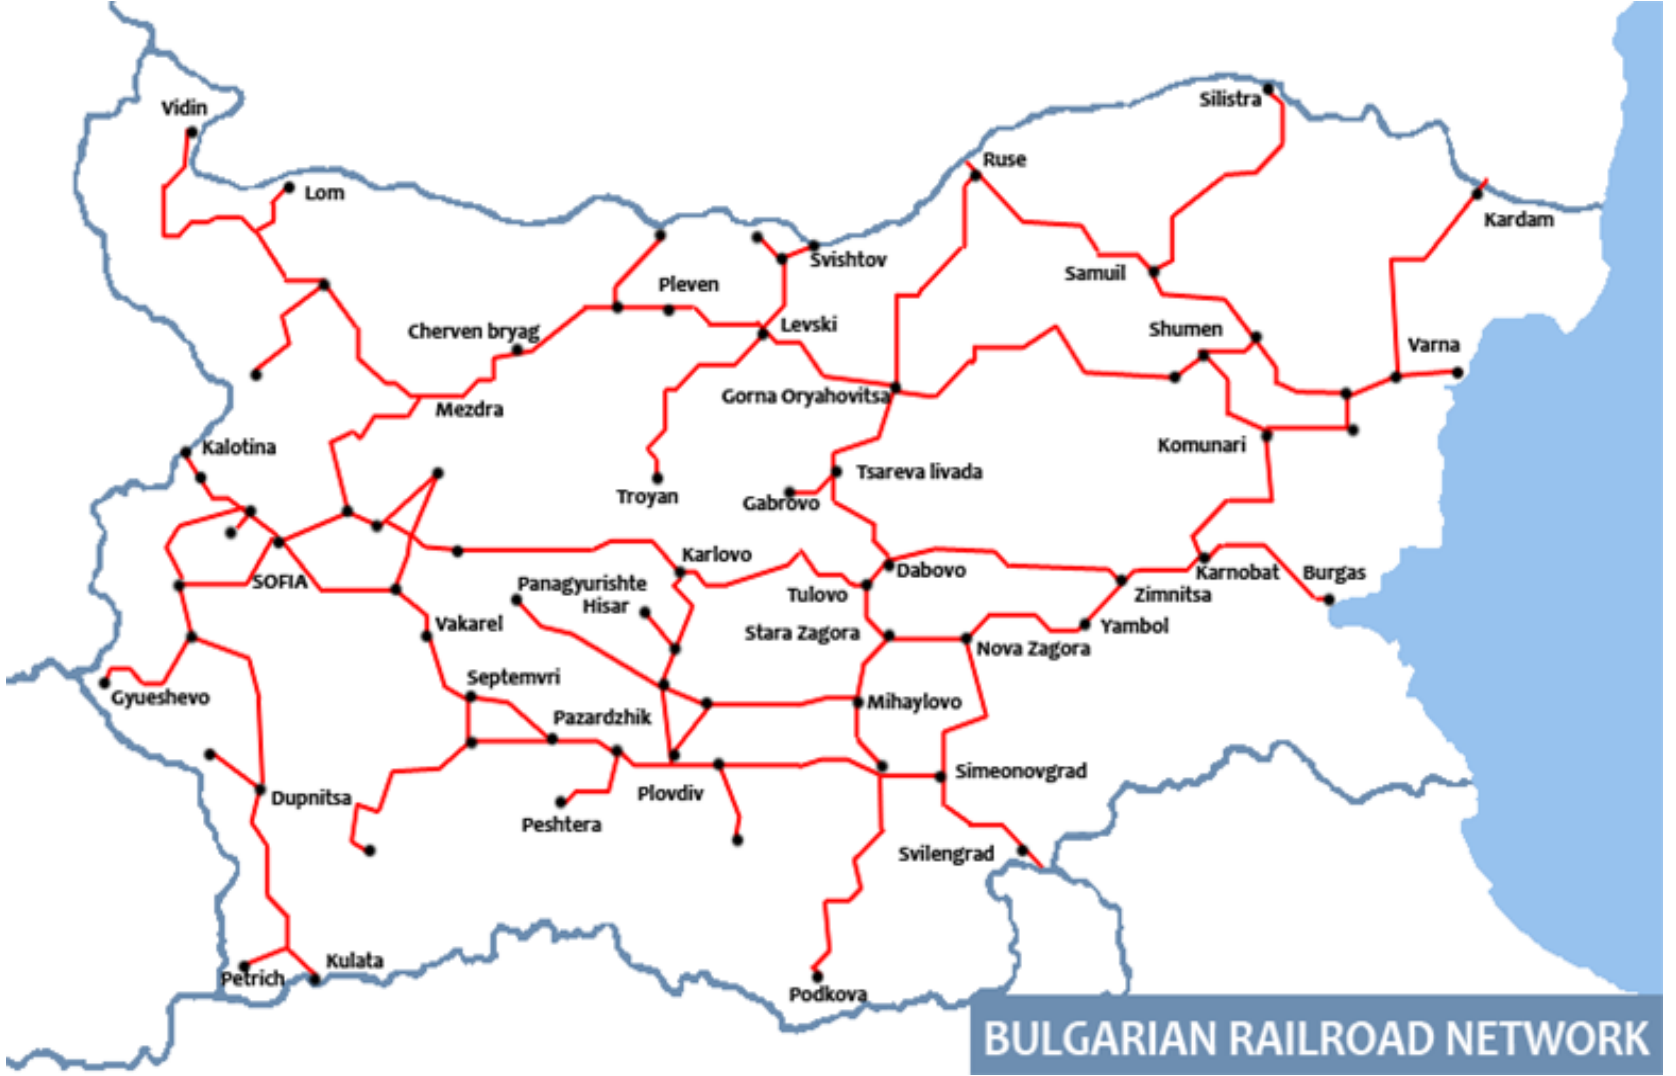 Silistra
Vidin
Ruse
Lom
Kardam
Svishtov
Samuil
Pleven
Cherven bryag
Levski
Shumen
Varna
Gorna Oryahovitsa
Mezdra
Kalotina
Komunari
Tsareva livada
Troyan
Gabrovo
Karlovo
SOFIA
Panagyurishte
Hisar
Dabovo
Tulovo
Karnobat
Burgas
Zimnitsa
Vakarel
Stara Zagora
Yambol
Nova Zagora
Septemvri
Gyueshevo
Mihaylovo
Pazardzhik
Simeonovgrad
Dupnitsa
Plovdiv
Peshtera
Svilengrad
Kulata
Petrich
Podkova
BULGARIAN RAILROAD NETWORK